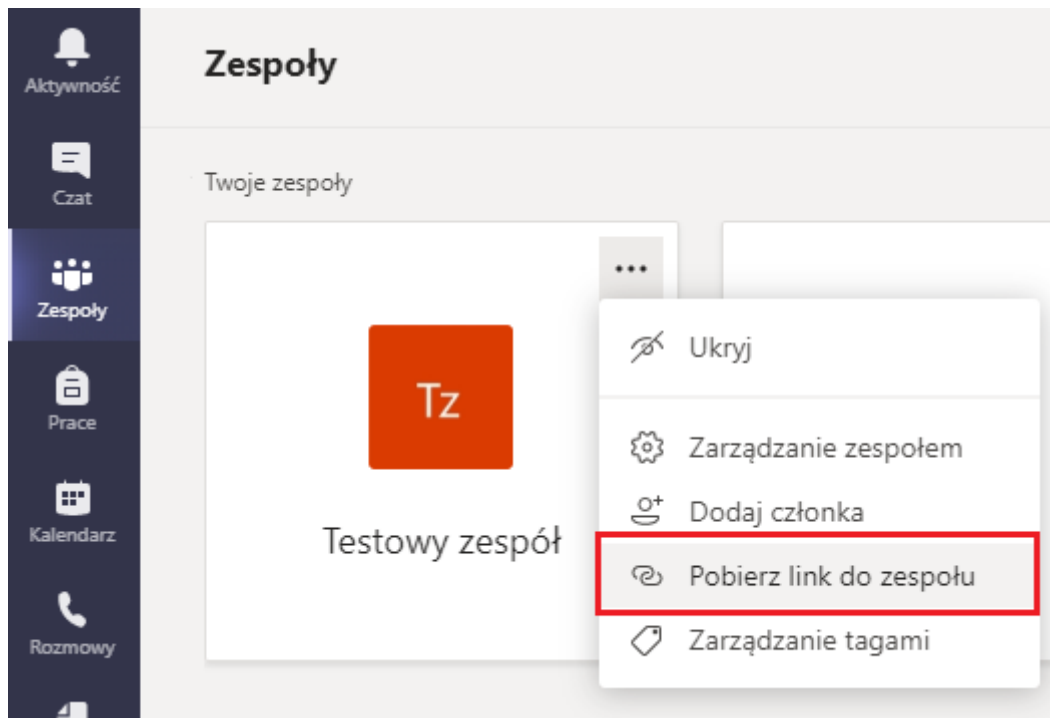 Aktywność
Czat
Zespoły
Prace
Kalendarz
Rozmowy
Zespoły
Twoje zespoły
Tz
Testowy zespół
Ukryj
Zarządzanie zespołem
Dodaj członka
Pobierz link do zespołu
Zarządzanie tagami